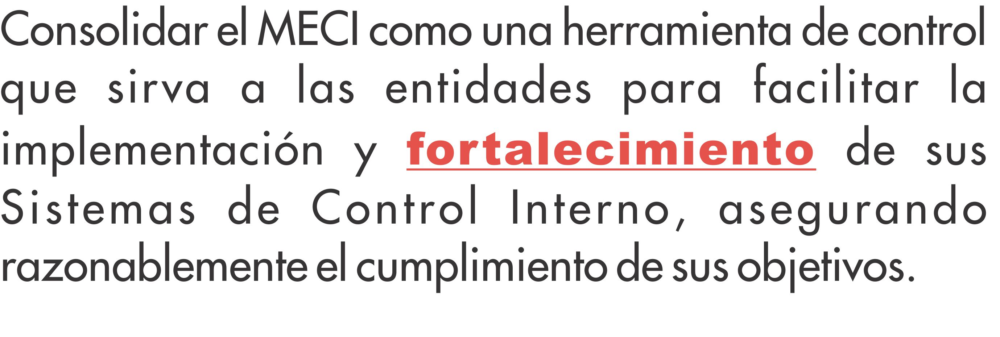 Consolidar el MECI como una herramienta de control
que sirva a las entidades para facilitar la
implementación y fortalecimiento de sus
Sistemas de Control Interno, asegurando
razonablemente el cumplimiento de sus objetivos.